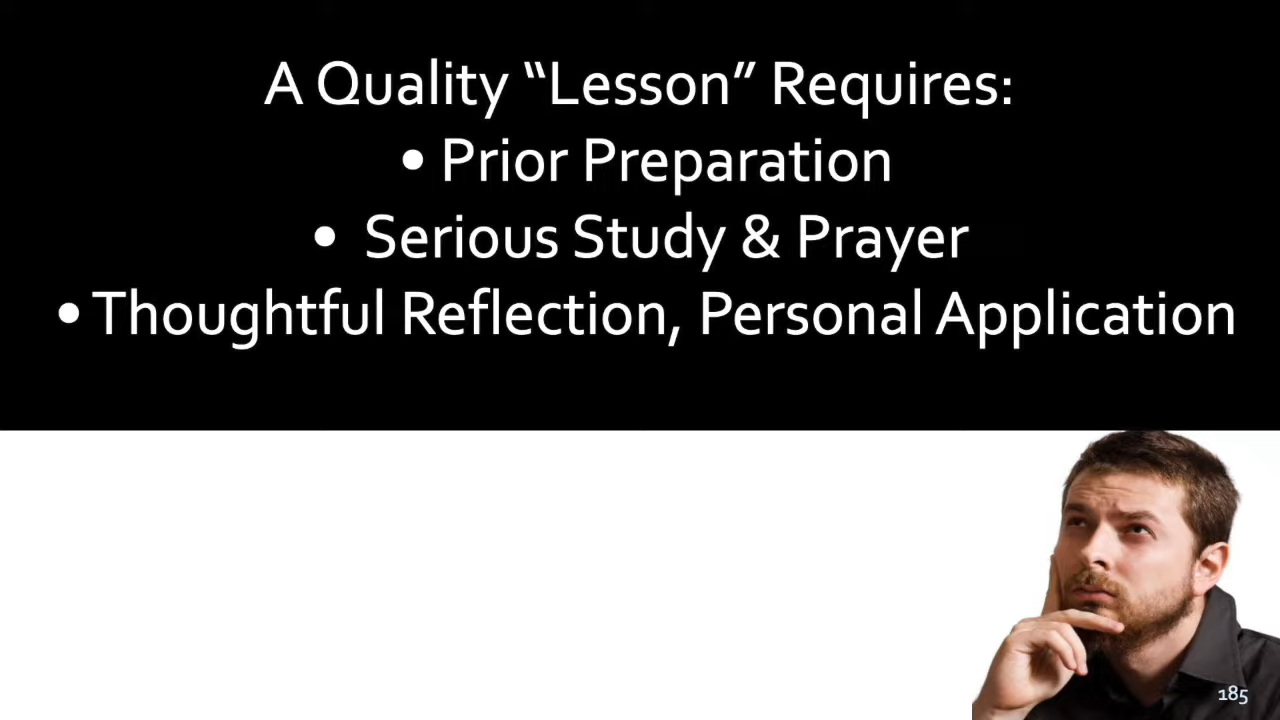 A Quality “Lesson” Requires:
• Prior Preparation
• Serious Study & Prayer
• Thoughtful Reflection, Personal Application
185